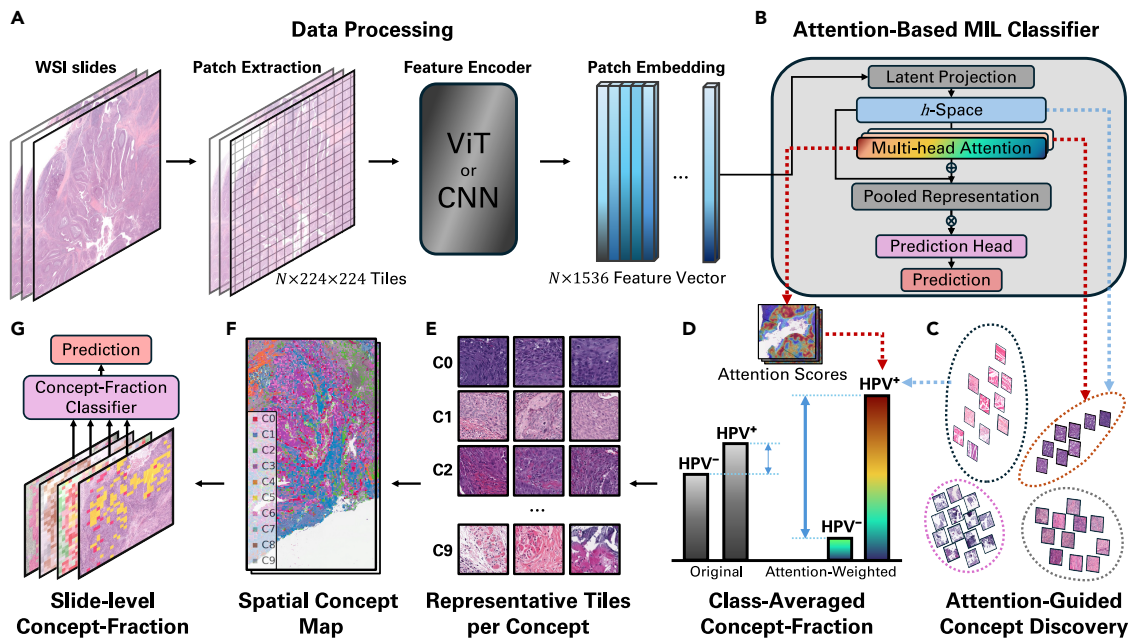 A
Data Processing
WSI slides
Patch Extraction
Feature Encoder
Patch Embedding
ViT
or
CNN
...
N×224×224 Tiles
N×1536 Feature Vector
B
Attention-Based MIL Classifier
Latent Projection
h-Space
Multi-head Attention
⊕
Pooled Representation
⊗
Prediction Head
Prediction
G
Prediction
Concept-Fraction
Classifier
Slide-level
Concept-Fraction
F
C0
C1
C2
C3
C4
C5
C6
C7
C8
C9
Spatial Concept
Map
E
C0
C1
C2
...
C9
Representative Tiles
per Concept
D
Attention Scores
HPV⁻
HPV⁺
HPV⁻
HPV⁺
Original
Attention-Weighted
Class-Averaged
Concept-Fraction
C
Attention-Guided
Concept Discovery